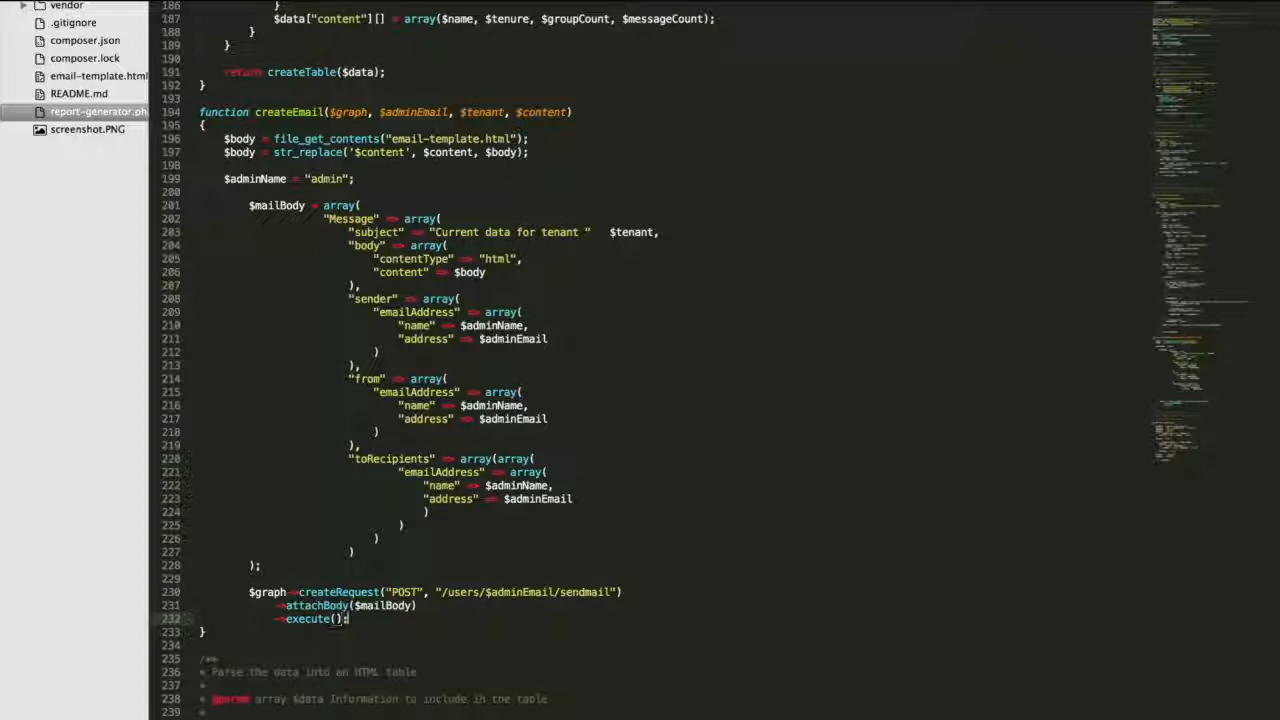 vendor
.gitignore
composer.json
composer.lock
email-template.html
README.md
report-generator.ph
screenshot.PNG
186 }
187 $data["content"][] = array($name, $tenure, $groupCount, $messageCount);
188 }
189 }
190
191 return createTable($data);
192 }
193
194 function createEmail($graph, $adminEmail, $tenant, $content)
195 {
196 $body = file_get_contents("email-template.html");
197 $body = str_replace('$content', $content, $body);
198
199 $adminName = "admin";
200
201 $mailBody = array(
202 "Message" => array(
203 "subject" => "Current data for tenant " $tenant,
204 "body" => array(
205 "contentType" => "html",
206 "content" => $body
207 ),
208 "sender" => array(
209 "emailAddress" => array(
210 "name" => $adminName,
211 "address" => $adminEmail
212 )
213 ),
214 "from" => array(
215 "emailAddress" => array(
216 "name" => $adminName,
217 "address" => $adminEmail
218 )
219 ),
220 "toRecipients" => array(array(
221 "emailAddress" => array(
222 "name" => $adminName,
223 "address" => $adminEmail
224 )
225 )
226 )
227 )
228 );
229
230 $graph->createRequest("POST", "/users/$adminEmail/sendmail")
231 ->attachBody($mailBody)
232 ->execute();
233 }
234
235 /**
236 * Parse the data into an HTML table
237 *
238 * @param array $data Information to include in the table
239 *